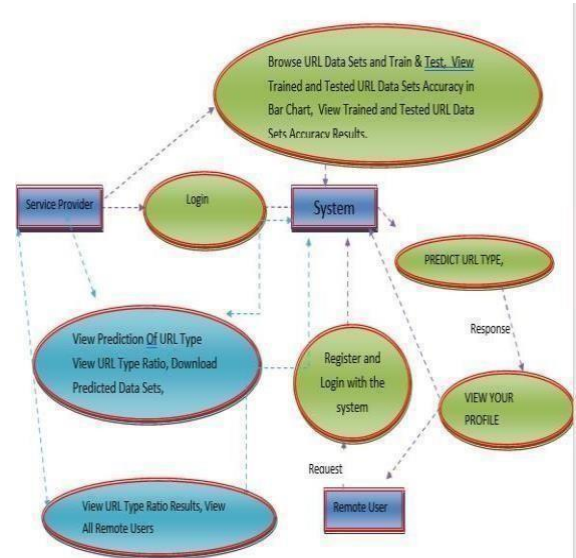 Browse URL Data Sets and Train & Test, View
Trained and Tested URL Data Sets Accuracy in
Bar Chart, View Trained and Tested URL Data
Sets Accuracy Results.
Service Provider
Login
System
PREDICT URL TYPE,
Response
View Prediction Of URL Type
View URL Type Ratio, Download
Predicted Data Sets,
Register and
Login with the
system
VIEW YOUR
PROFILE
Request
View URL Type Ratio Results, View
All Remote Users
Remote User